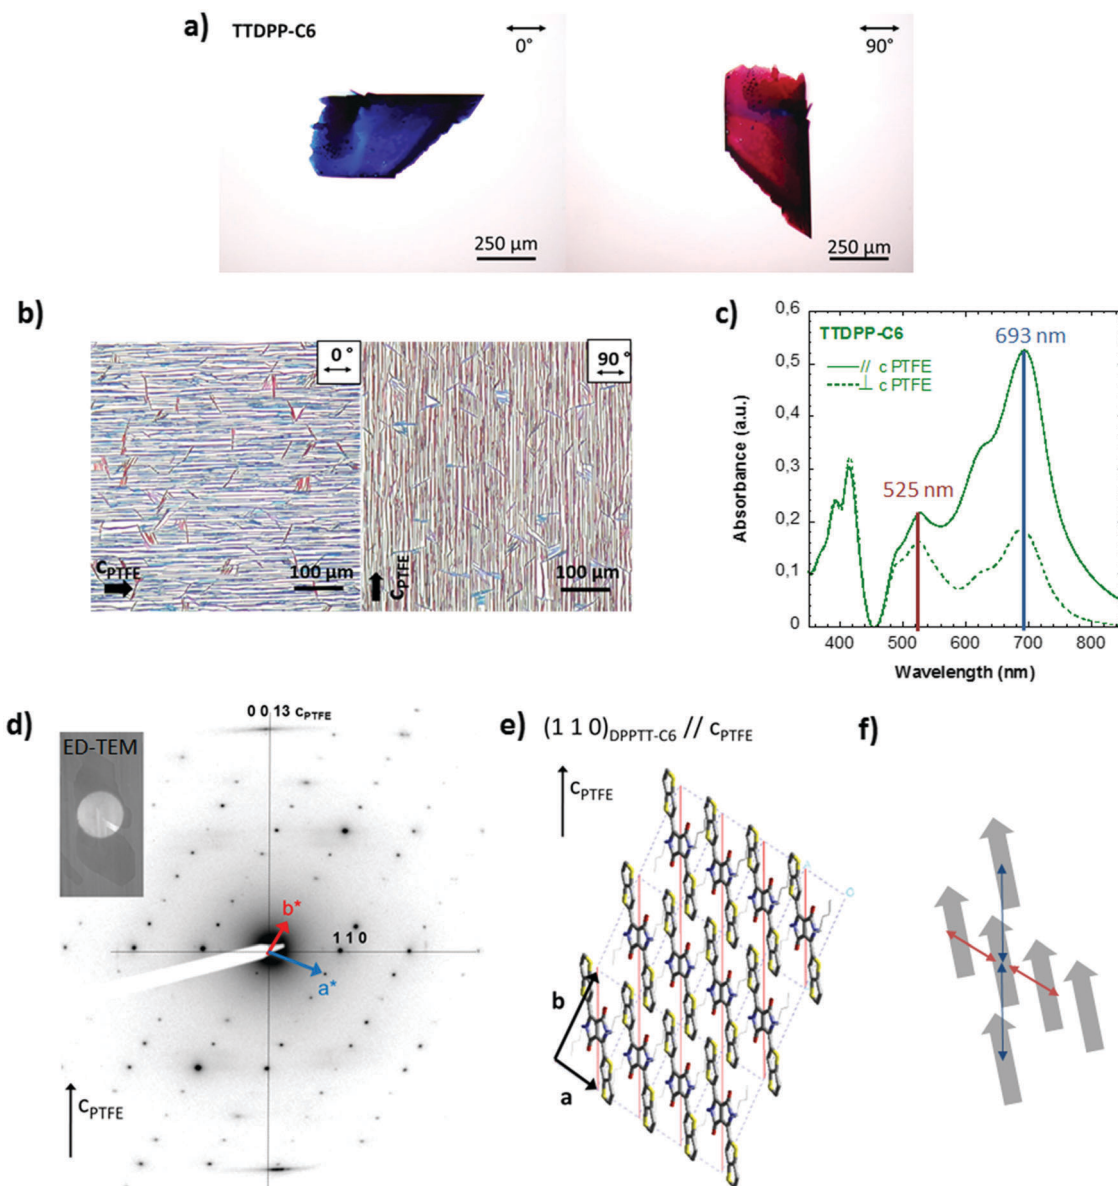 a)
TTDPP-C6
0°
90°
250 µm
250 µm
b)
0°
90°
cPTFE
100 µm
cPTFE
100 µm
c)
0,6
0,5
0,4
0,3
0,2
0,1
0
TTDPP-C6
// c PTFE
⊥ c PTFE
693 nm
525 nm
Absorbance (a.u.)
400 500 600 700 800
Wavelength (nm)
d)
ED-TEM
0 0 13 cPTFE
b*
1 1 0
a*
cPTFE
e)
(1 1 0)DPPTT-C6 // cPTFE
cPTFE
A
C
b
a
f)